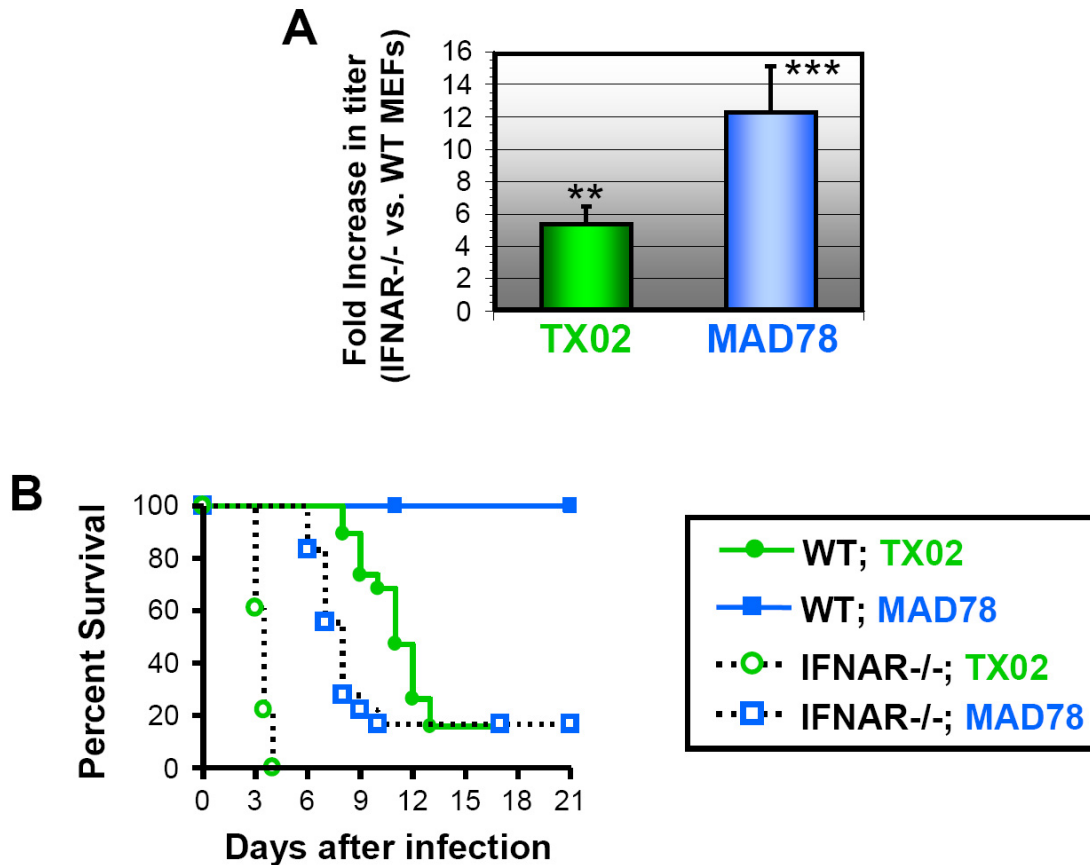 A
Fold Increase in titer
(IFNAR-/- vs. WT MEFs)
16
14
12
10
8
6
4
2
0
**
***
TX02
MAD78
B
Percent Survival
100
80
60
40
20
0
0 3 6 9 12 15 18 21
Days after infection
WT; TX02
WT; MAD78
IFNAR-/-; TX02
IFNAR-/-; MAD78